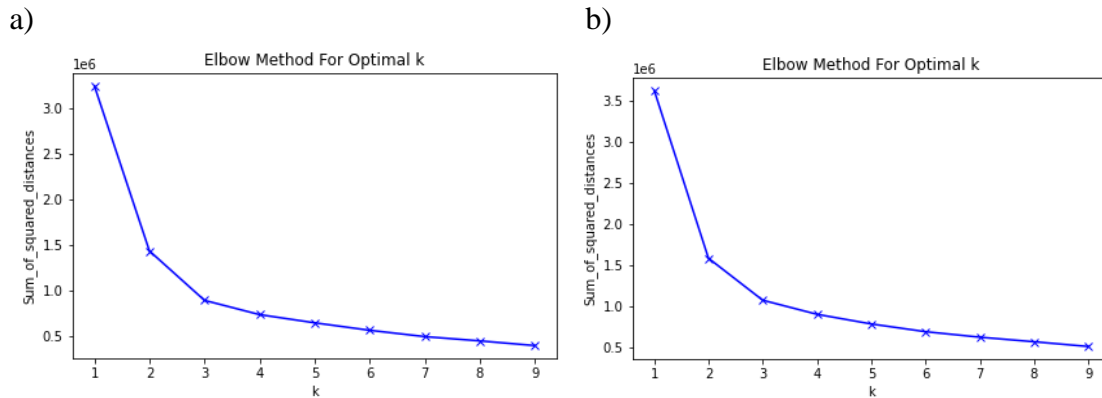 a)
Elbow Method For Optimal k
1e6
3.0
2.5
2.0
1.5
1.0
0.5
Sum_of_squared_distances
1 2 3 4 5 6 7 8 9
k
b)
Elbow Method For Optimal k
1e6
3.5
3.0
2.5
2.0
1.5
1.0
0.5
Sum_of_squared_distances
1 2 3 4 5 6 7 8 9
k